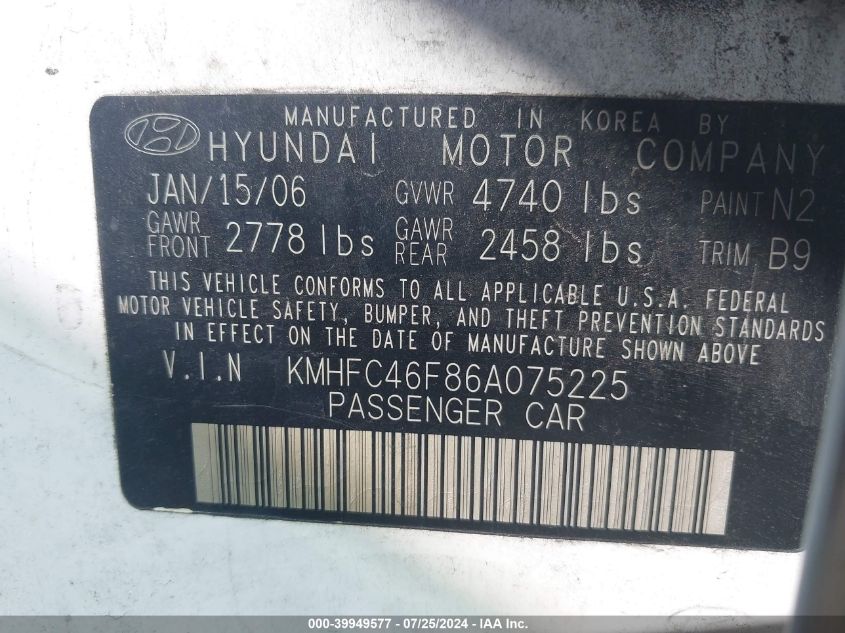 MANUFACTURED IN KOREA BY
HYUNDAI MOTOR COMPANY
JAN/15/06 GVWR 4740 lbs PAINT N2
GAWR FRONT 2778 lbs GAWR REAR 2458 lbs TRIM B9
THIS VEHICLE CONFORMS TO ALL APPLICABLE U.S.A. FEDERAL
MOTOR VEHICLE SAFETY, BUMPER, AND THEFT PREVENTION STANDARDS
IN EFFECT ON THE DATE OF MANUFACTURE SHOWN ABOVE
V.I.N KMHFC46F86A075225
PASSENGER CAR
000-39949577 - 07/25/2024 - IAA Inc.